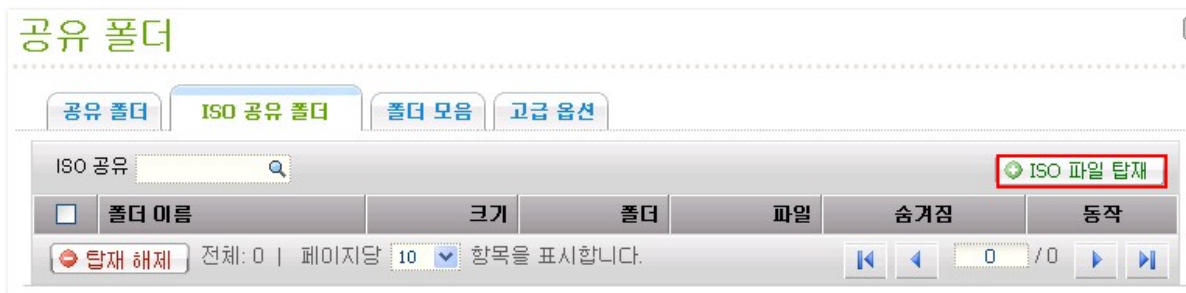 공유 폴더
공유 폴더 ISO 공유 폴더 폴더 모음 고급 옵션
ISO 공유 ISO 파일 탑재
폴더 이름 크기 폴더 파일 숨겨짐 동작
탑재 해제 전체: 0 | 페이지당 10 항목을 표시합니다. 0 / 0